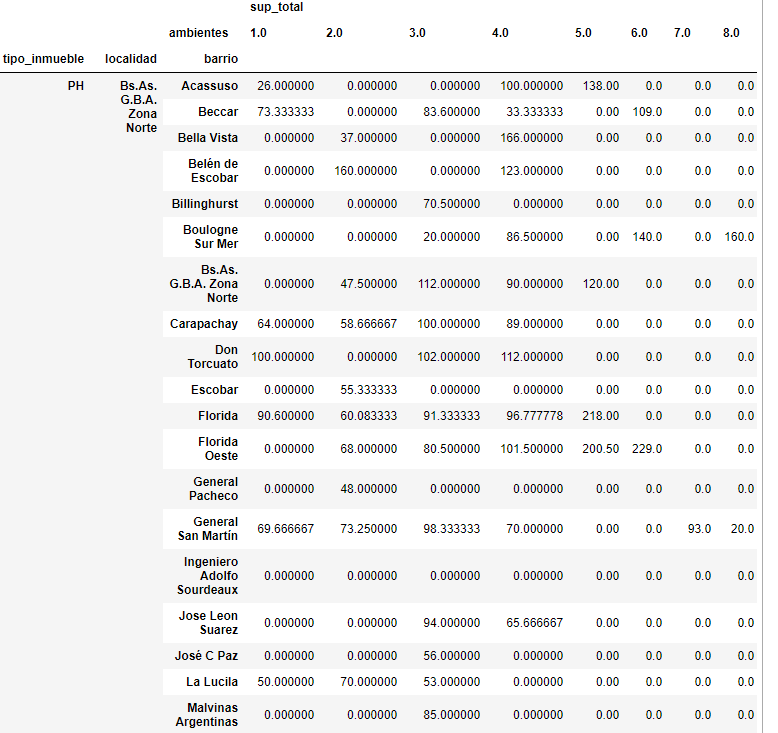 sup_total
ambientes 1.0 2.0 3.0 4.0 5.0 6.0 7.0 8.0
tipo_inmueble localidad barrio
PH Bs.As. G.B.A. Zona Norte Acassuso 26.000000 0.000000 0.000000 100.000000 138.00 0.0 0.0 0.0
Beccar 73.333333 0.000000 83.600000 33.333333 0.00 109.0 0.0 0.0
Bella Vista 0.000000 37.000000 0.000000 166.000000 0.00 0.0 0.0 0.0
Belén de Escobar 0.000000 160.000000 0.000000 123.000000 0.00 0.0 0.0 0.0
Billinghurst 0.000000 0.000000 70.500000 0.000000 0.00 0.0 0.0 0.0
Boulogne Sur Mer 0.000000 0.000000 20.000000 86.500000 0.00 140.0 0.0 160.0
Bs.As. G.B.A. Zona Norte 0.000000 47.500000 112.000000 90.000000 120.00 0.0 0.0 0.0
Carapachay 64.000000 58.666667 100.000000 89.000000 0.00 0.0 0.0 0.0
Don Torcuato 100.000000 0.000000 102.000000 112.000000 0.00 0.0 0.0 0.0
Escobar 0.000000 55.333333 0.000000 0.000000 0.00 0.0 0.0 0.0
Florida 90.600000 60.083333 91.333333 96.777778 218.00 0.0 0.0 0.0
Florida Oeste 0.000000 68.000000 80.500000 101.500000 200.50 229.0 0.0 0.0
General Pacheco 0.000000 48.000000 0.000000 0.000000 0.00 0.0 0.0 0.0
General San Martín 69.666667 73.250000 98.333333 70.000000 0.00 0.0 93.0 20.0
Ingeniero Adolfo Sourdeaux 0.000000 0.000000 0.000000 0.000000 0.00 0.0 0.0 0.0
Jose Leon Suarez 0.000000 0.000000 94.000000 65.666667 0.00 0.0 0.0 0.0
José C Paz 0.000000 0.000000 56.000000 0.000000 0.00 0.0 0.0 0.0
La Lucila 50.000000 70.000000 53.000000 0.000000 0.00 0.0 0.0 0.0
Malvinas Argentinas 0.000000 0.000000 85.000000 0.000000 0.00 0.0 0.0 0.0